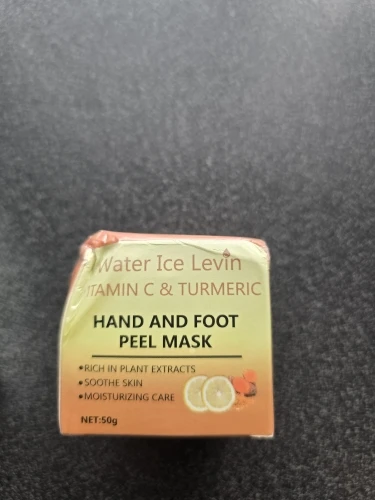 Water Ice Levin
VITAMIN C & TURMERIC
HAND AND FOOT
PEEL MASK
•RICH IN PLANT EXTRACTS
•SOOTHE SKIN
•MOISTURIZING CARE
NET:50g